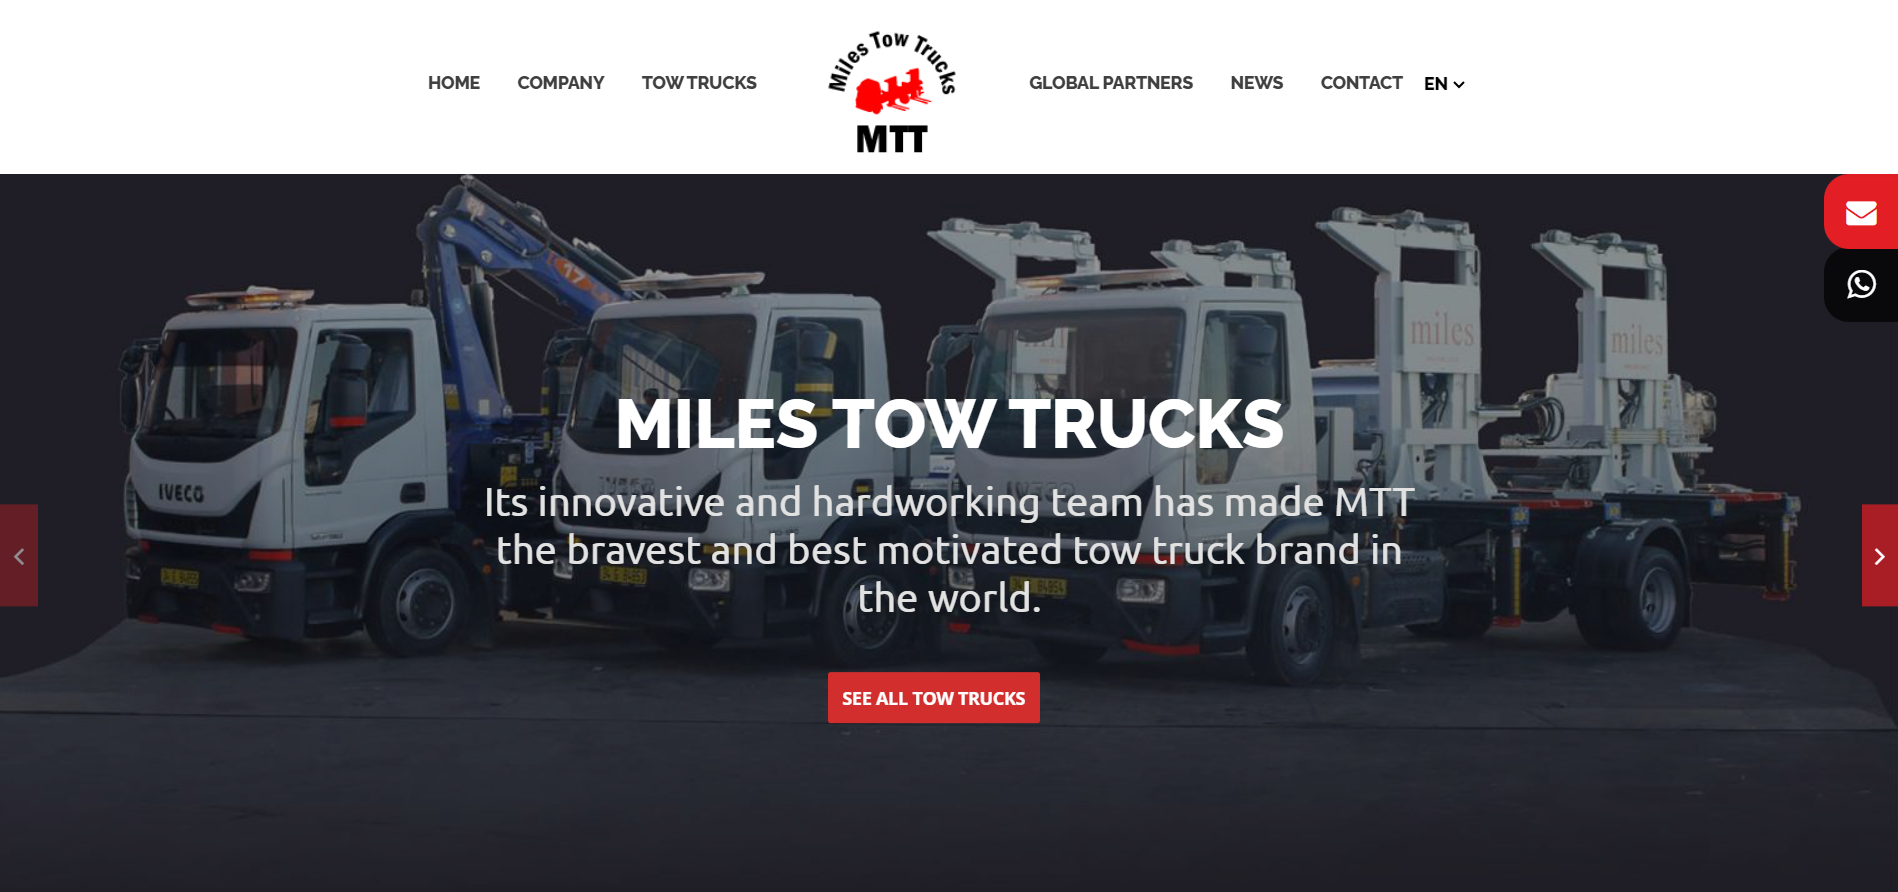 HOME
COMPANY
TOW TRUCKS
Miles Tow Trucks
MTT
GLOBAL PARTNERS
NEWS
CONTACT
EN
17
miles
miles
MILES TOW TRUCKS
IVECO
Its innovative and hardworking team has made MTT
the bravest and best motivated tow truck brand in
the world.
SEE ALL TOW TRUCKS